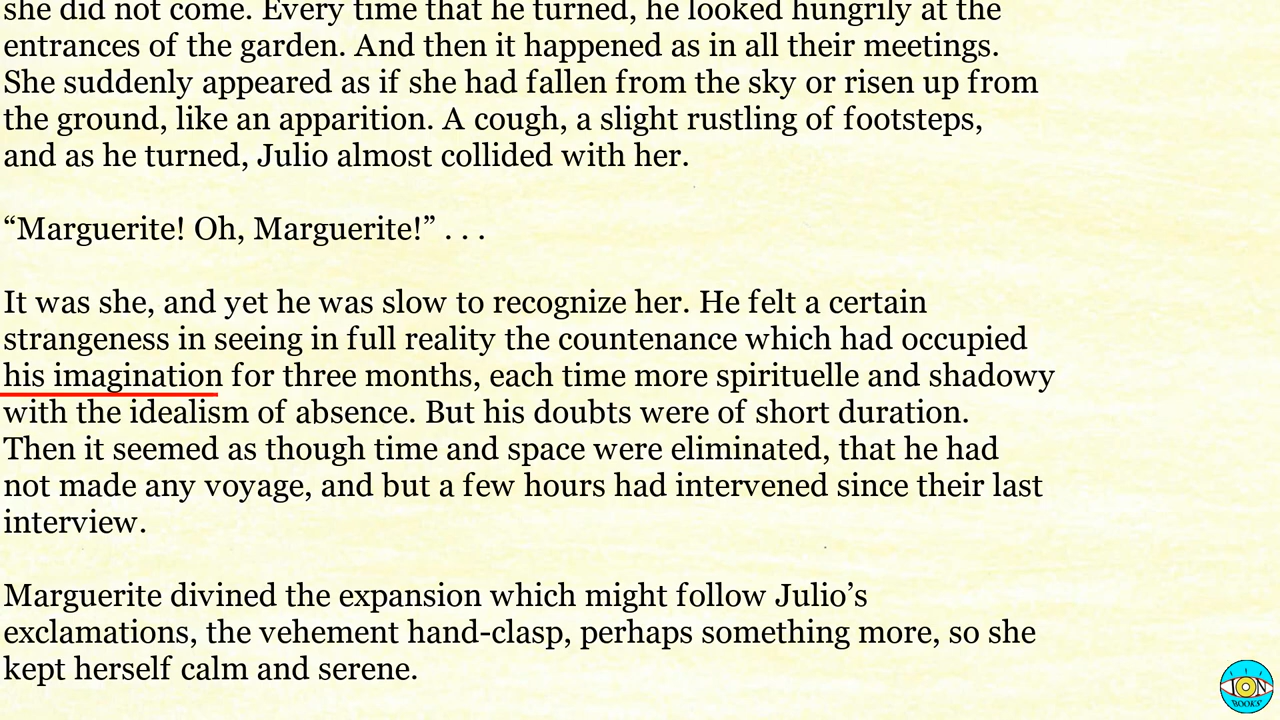 she did not come. Every time that he turned, he looked hungrily at the
entrances of the garden. And then it happened as in all their meetings.
She suddenly appeared as if she had fallen from the sky or risen up from
the ground, like an apparition. A cough, a slight rustling of footsteps,
and as he turned, Julio almost collided with her.
“Marguerite! Oh, Marguerite!” . . .
It was she, and yet he was slow to recognize her. He felt a certain
strangeness in seeing in full reality the countenance which had occupied
his imagination for three months, each time more spirituelle and shadowy
with the idealism of absence. But his doubts were of short duration.
Then it seemed as though time and space were eliminated, that he had
not made any voyage, and but a few hours had intervened since their last
interview.
Marguerite divined the expansion which might follow Julio’s
exclamations, the vehement hand-clasp, perhaps something more, so she
kept herself calm and serene.
ION
BOOKS